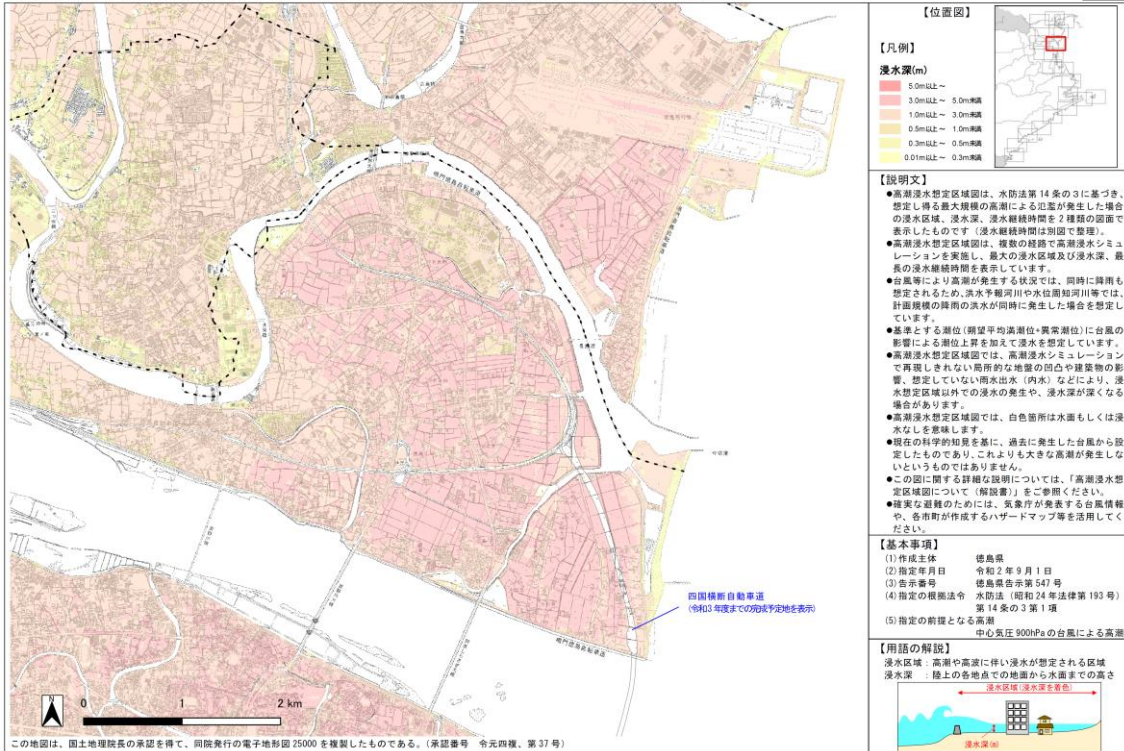 【位置図】
【凡例】
浸水深(m)
5.0m以上～
3.0m以上～ 5.0m未満
1.0m以上～ 3.0m未満
0.5m以上～ 1.0m未満
0.3m以上～ 0.5m未満
0.01m以上～ 0.3m未満
【説明文】
●高潮浸水想定区域図は、水防法第14条の3に基づき、
想定し得る最大規模の高潮による氾濫が発生した場合
の浸水区域、浸水深、浸水継続時間を2種類の図面で
表示したものです（浸水継続時間は別図で整理）。
●高潮浸水想定区域図は、複数の経路で高潮浸水シミュ
レーションを実施し、最大の浸水区域及び浸水深、最
長の浸水継続時間を表示しています。
●台風等により高潮が発生する状況では、同時に降雨も
想定されるため、洪水予報河川や水位周知河川等では、
計画規模の降雨の洪水が同時に発生した場合を想定し
ています。
●基準とする潮位（朔望平均満潮位+異常潮位）に台風の
影響による潮位上昇を加えて浸水を想定しています。
●高潮浸水想定区域図では、高潮浸水シミュレーション
で再現しきれない局所的な地盤の凹凸や建築物の影
響、想定していない雨水出水（内水）などにより、浸
水想定区域以外での浸水の発生や、浸水深が深くなる
場合があります。
●高潮浸水想定区域図では、白色箇所は水面もしくは浸
水なしを意味します。
●現在の科学的知見を基に、過去に発生した台風から設
定したものであり、これよりも大きな高潮が発生しな
いというものではありません。
●この図に関する詳細な説明については、「高潮浸水想
定区域図について（解説書）」をご参照ください。
●確実な避難のためには、気象庁が発表する台風情報
や、各市町が作成するハザードマップ等を活用してく
ださい。
【基本事項】
(1)作成主体 徳島県
(2)指定年月日 令和2年9月1日
(3)告示番号 徳島県告示第547号
(4)指定の根拠法令 水防法（昭和24年法律第193号）
第14条の3第1項
(5)指定の前提となる高潮
中心気圧900hPaの台風による高潮
【用語の解説】
浸水区域：高潮や高波に伴い浸水が想定される区域
浸水深 ：陸上の各地点での地面から水面までの高さ
浸水区域(浸水深を着色)
浸水深(m)
鳴門徳島自転車道
四国横断自動車道
(令和3年度までの完成予定地を表示)
鳴門徳島自転車道
N
0 1 2 km
この地図は、国土地理院長の承認を得て、同院発行の電子地形図25000を複製したものである。（承認番号 令元四複、第37号）